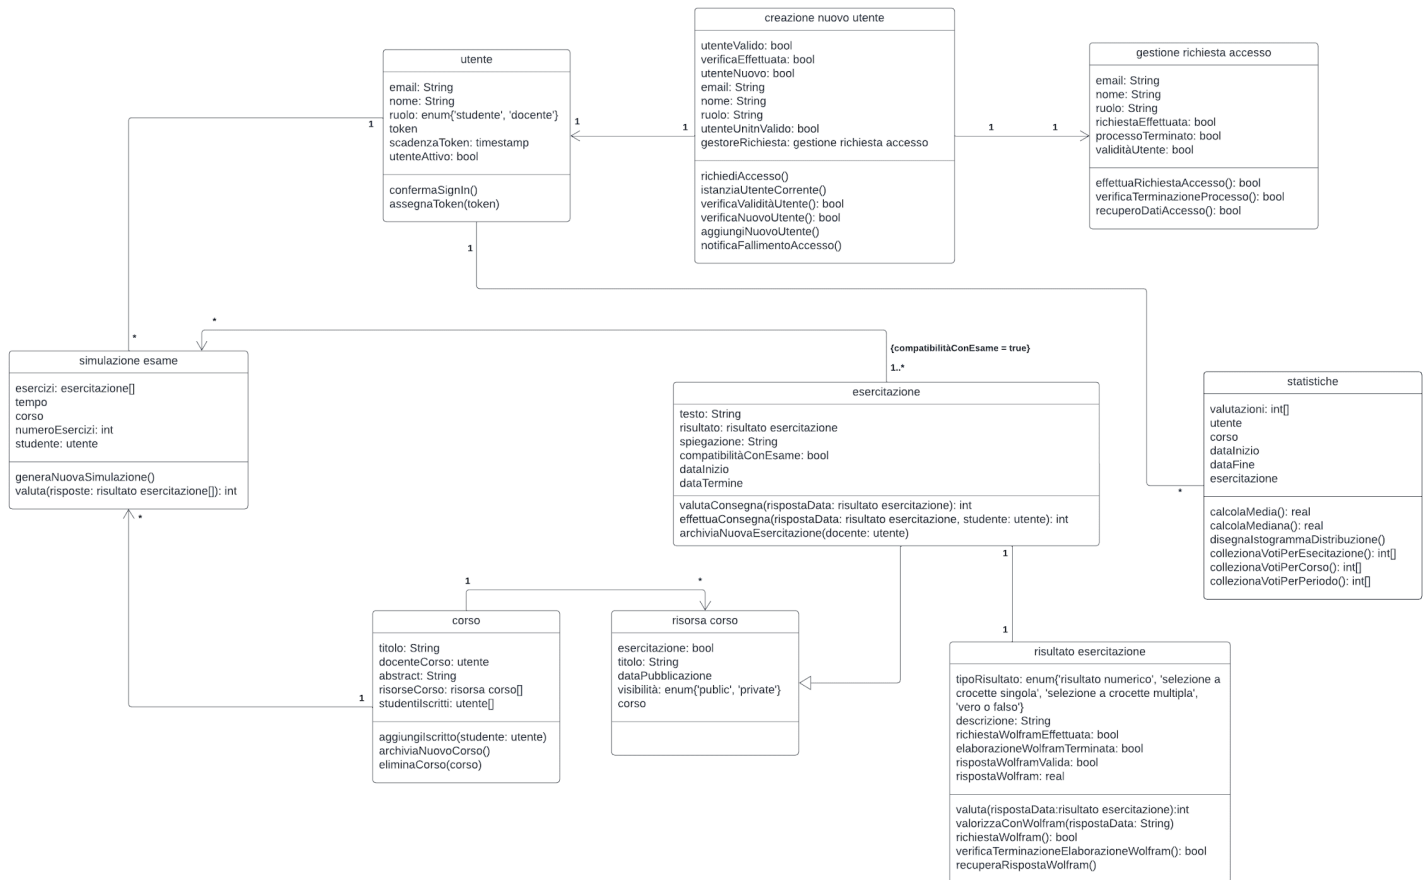 creazione nuovo utente
utenteValido: bool
verificaEffettuata: bool
utenteNuovo: bool
email: String
nome: String
ruolo: String
utenteUnitnValido: bool
gestoreRichiesta: gestione richiesta accesso
richiediAccesso()
istanziaUtenteCorrente()
verificaValiditàUtente(): bool
verificaNuovoUtente(): bool
aggiungiNuovoUtente()
notificaFallimentoAccesso()
utente
email: String
nome: String
ruolo: enum{'studente', 'docente'}
token
scadenzaToken: timestamp
utenteAttivo: bool
confermaSignIn()
assegnaToken(token)
gestione richiesta accesso
email: String
nome: String
ruolo: String
richiestaEffettuata: bool
processoTerminato: bool
validitàUtente: bool
effettuaRichiestaAccesso(): bool
verificaTerminazioneProcesso(): bool
recuperoDatiAccesso(): bool
1
1
1
1
1
1
*
*
{compatibilitàConEsame = true}
1..*
simulazione esame
esercizi: esercitazione[]
tempo
corso
numeroEsercizi: int
studente: utente
generaNuovaSimulazione()
valuta(risposte: risultato esercitazione[]): int
*
esercitazione
testo: String
risultato: risultato esercitazione
spiegazione: String
compatibilitàConEsame: bool
dataInizio
dataTermine
valutaConsegna(rispostaData: risultato esercitazione): int
effettuaConsegna(rispostaData: risultato esercitazione, studente: utente): int
archiviaNuovaEsercitazione(docente: utente)
statistiche
valutazioni: int[]
utente
corso
dataInizio
dataFine
esercitazione
calcolaMedia(): real
calcolaMediana(): real
disegnaIstogrammaDistribuzione()
collezionaVotiPerEsecitazione(): int[]
collezionaVotiPerCorso(): int[]
collezionaVotiPerPeriodo(): int[]
*
1
*
1
1
1
corso
titolo: String
docenteCorso: utente
abstract: String
risorseCorso: risorsa corso[]
studentiIscritti: utente[]
aggiungiIscritto(studente: utente)
archiviaNuovoCorso()
eliminaCorso(corso)
risorsa corso
esercitazione: bool
titolo: String
dataPubblicazione
visibilità: enum{'public', 'private'}
corso
risultato esercitazione
tipoRisultato: enum{'risultato numerico', 'selezione a
crocette singola', 'selezione a crocette multipla',
'vero o falso'}
descrizione: String
richiestaWolframEffettuata: bool
elaborazioneWolframTerminata: bool
rispostaWolframValida: bool
rispostaWolfram: real
valuta(rispostaData:risultato esercitazione):int
valorizzaConWolfram(rispostaData: String)
richiestaWolfram(): bool
verificaTerminazioneElaborazioneWolfram(): bool
recuperaRispostaWolfram()